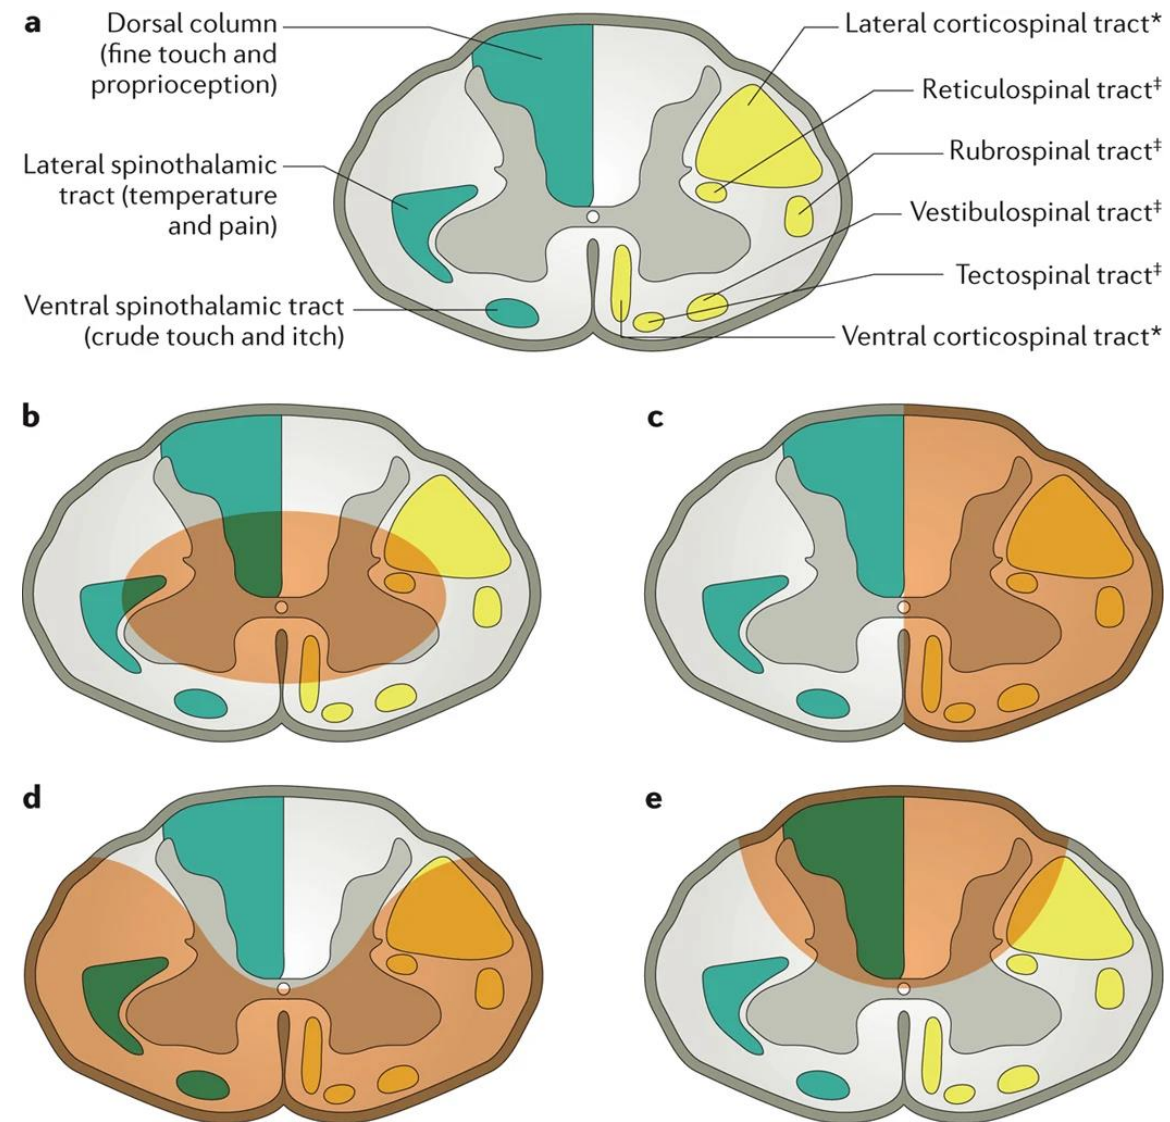 a
Dorsal column
(fine touch and
proprioception)
Lateral spinothalamic
tract (temperature
and pain)
Ventral spinothalamic tract
(crude touch and itch)
Lateral corticospinal tract*
Reticulospinal tract‡
Rubrospinal tract‡
Vestibulospinal tract‡
Tectospinal tract‡
Ventral corticospinal tract*
b
c
d
e